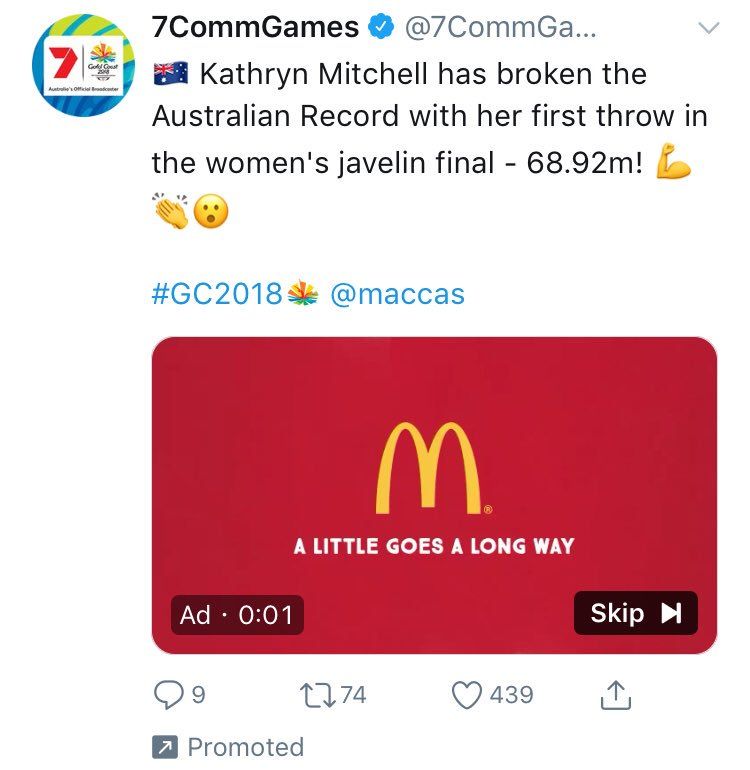 7CommGames @7CommGa...
Kathryn Mitchell has broken the
Australian Record with her first throw in
the women's javelin final - 68.92m!
#GC2018 @maccas
A LITTLE GOES A LONG WAY
Ad · 0:01
Skip
9 74 439
Promoted
7
Gold Coast
2018
Australia's Official Broadcaster